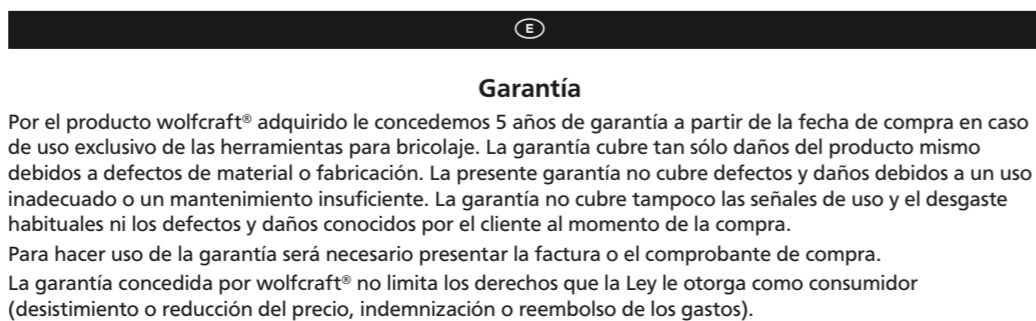 E
Garantía
Por el producto wolfcraft® adquirido le concedemos 5 años de garantía a partir de la fecha de compra en caso
de uso exclusivo de las herramientas para bricolaje. La garantía cubre tan sólo daños del producto mismo
debidos a defectos de material o fabricación. La presente garantía no cubre defectos y daños debidos a un uso
inadecuado o un mantenimiento insuficiente. La garantía no cubre tampoco las señales de uso y el desgaste
habituales ni los defectos y daños conocidos por el cliente al momento de la compra.
Para hacer uso de la garantía será necesario presentar la factura o el comprobante de compra.
La garantía concedida por wolfcraft® no limita los derechos que la Ley le otorga como consumidor
(desistimiento o reducción del precio, indemnización o reembolso de los gastos).